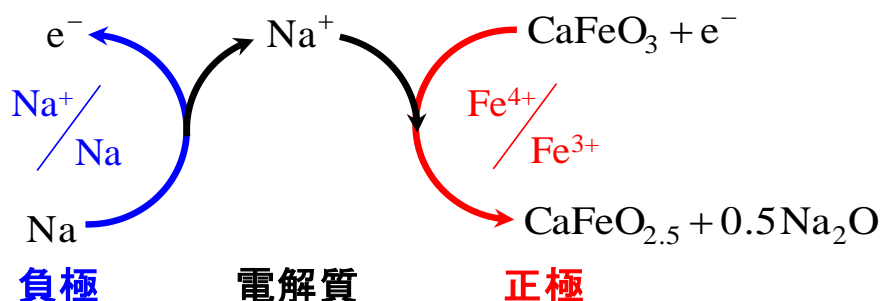 e⁻ Na⁺ CaFeO₃ + e⁻
Na⁺/Na Fe⁴⁺/Fe³⁺
Na CaFeO₂.₅ + 0.5Na₂O
負極 電解質 正極